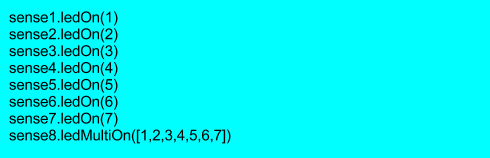 sense1.ledOn(1)
sense2.ledOn(2)
sense3.ledOn(3)
sense4.ledOn(4)
sense5.ledOn(5)
sense6.ledOn(6)
sense7.ledOn(7)
sense8.ledMultiOn([1,2,3,4,5,6,7])